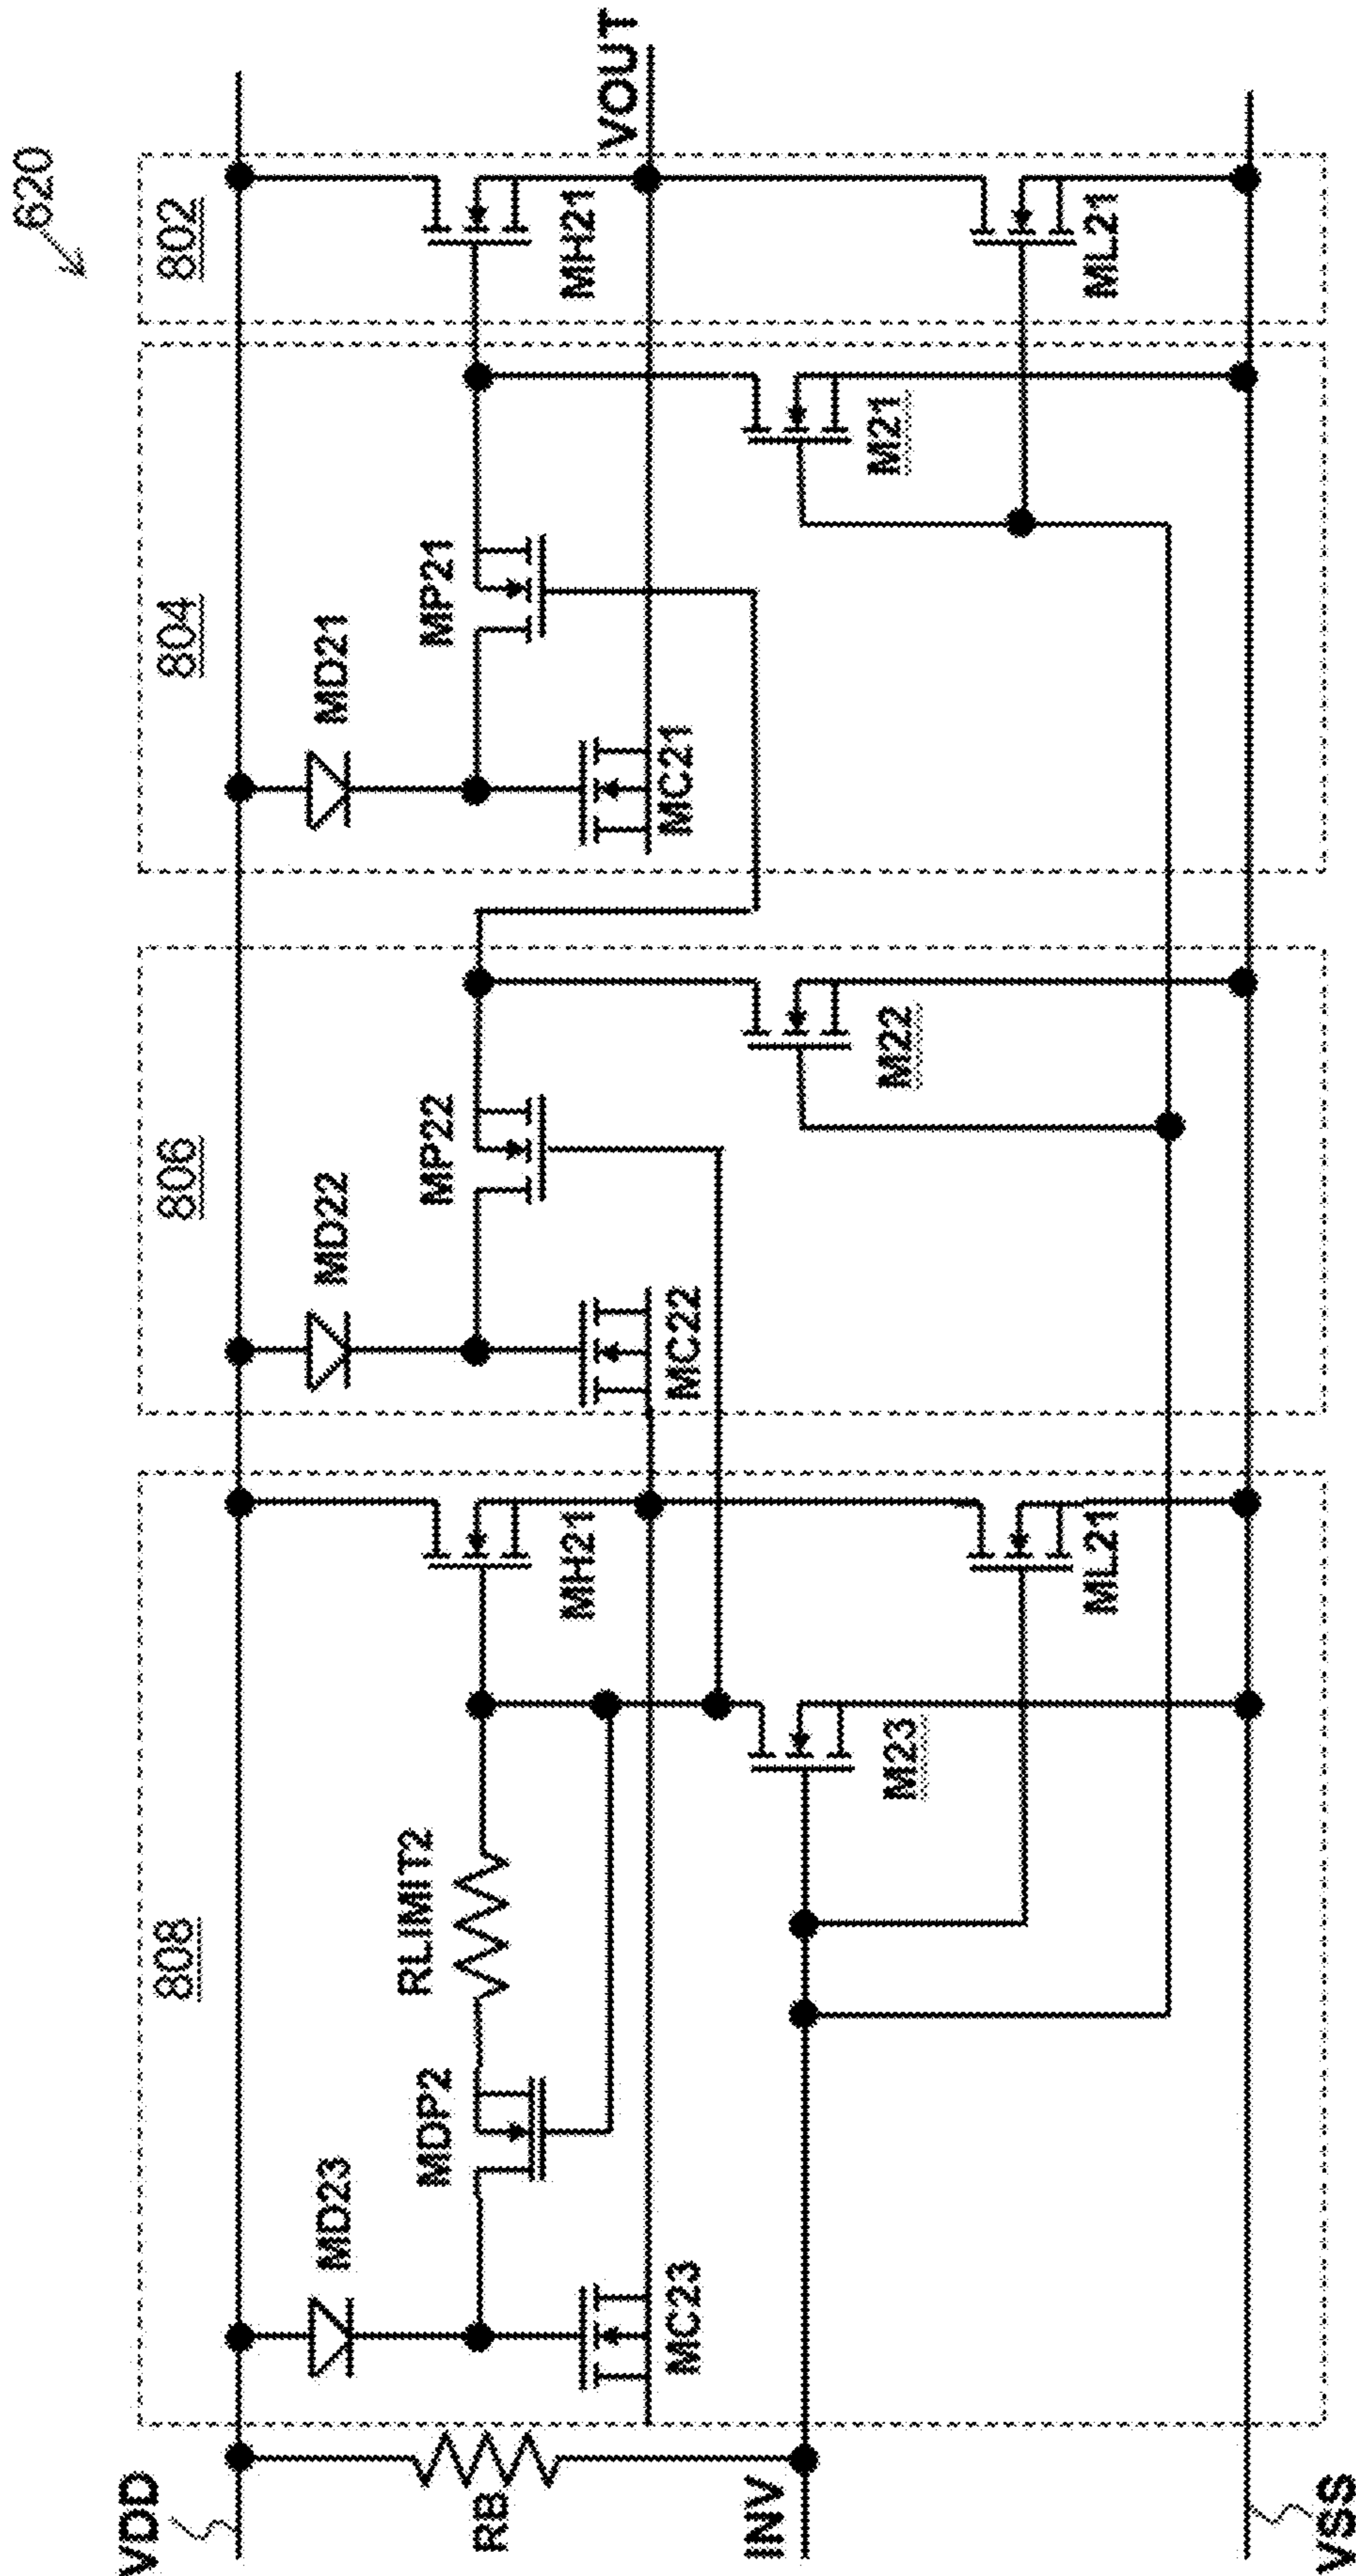 620
VDD
RB
INV
VSS
808
MD23
MDP2
RLIMIT2
MC23
M23
MH21
ML21
806
MD22
MP22
MC22
M22
804
MD21
MP21
MC21
M21
802
MH21
ML21
VOUT